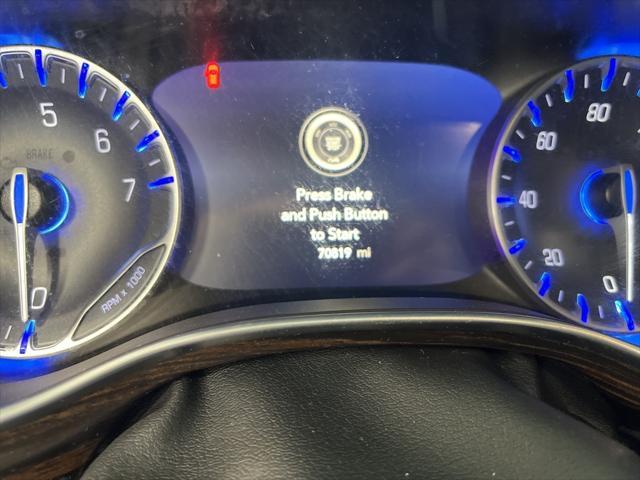 5
6
7
BRAKE
0
RPM x 1000
Press Brake
and Push Button
to Start
70819 mi
80
60
40
20
0